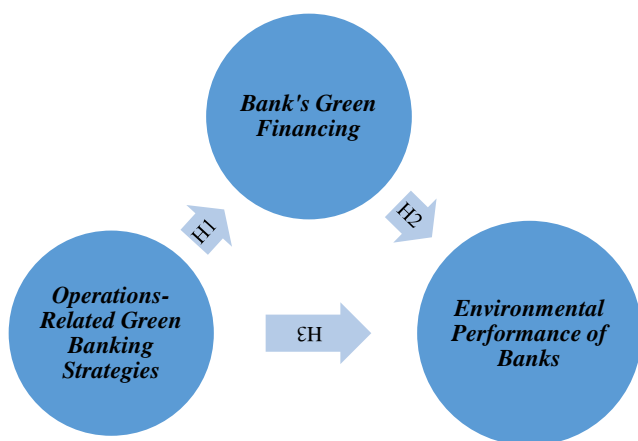 Bank's Green
Financing
H1
H2
Operations-
Related Green
Banking
Strategies
H3
Environmental
Performance of
Banks